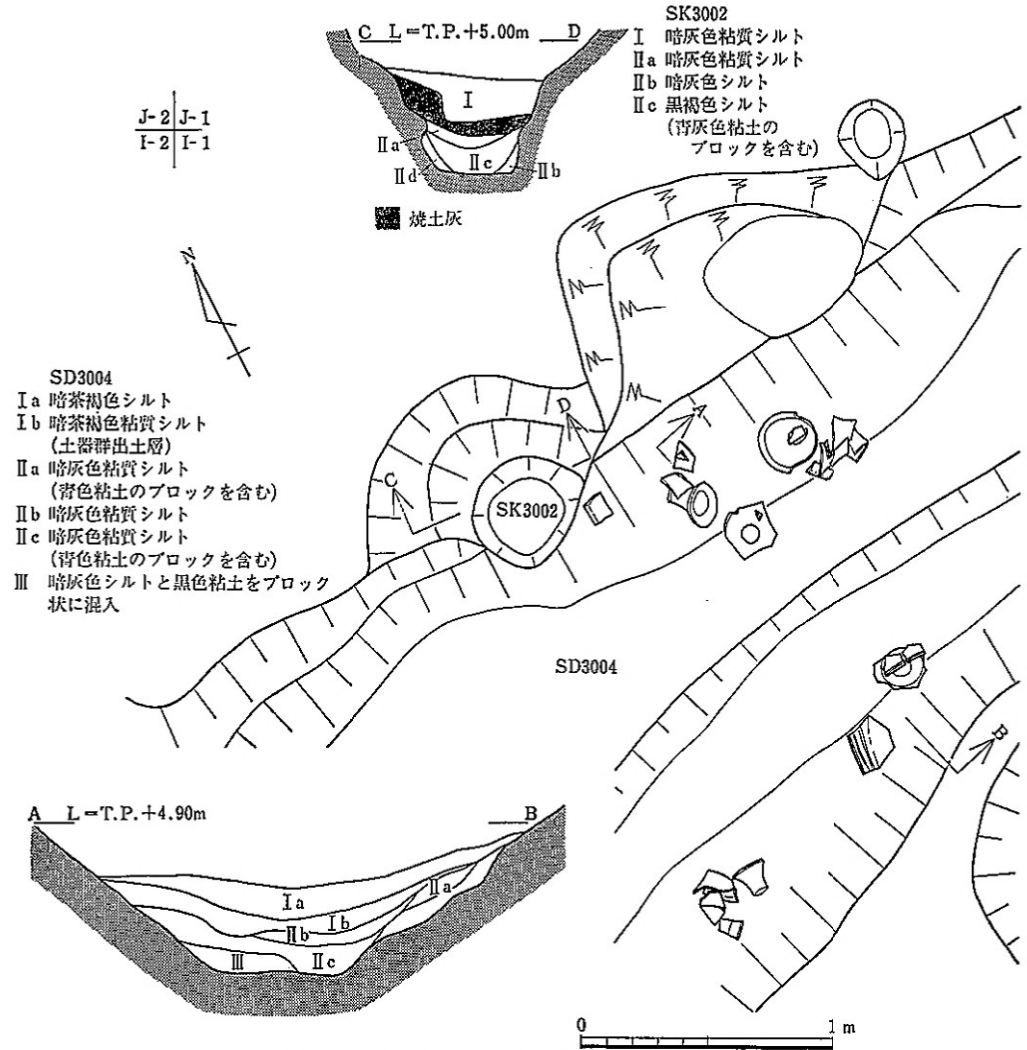 C L=T.P.+5.00m D
I
Ⅱa
Ⅱc
Ⅱd
Ⅱb
焼土灰
SK3002
Ⅰ 暗灰色粘質シルト
Ⅱa 暗灰色粘質シルト
Ⅱb 暗灰色シルト
Ⅱc 黒褐色シルト
(青灰色粘土の
ブロックを含む)
J-2 J-1
I-2 I-1
N
SD3004
Ⅰa 暗茶褐色シルト
Ⅰb 暗茶褐色粘質シルト
(土器群出土層)
Ⅱa 暗灰色粘質シルト
(青色粘土のブロックを含む)
Ⅱb 暗灰色粘質シルト
Ⅱc 暗灰色粘質シルト
(青色粘土のブロックを含む)
Ⅲ 暗灰色シルトと黒色粘土をブロック
状に混入
D
A
C
SK3002
SD3004
B
A L=T.P.+4.90m B
Ⅰa
Ⅱa
Ⅰb
Ⅱb
Ⅲ
Ⅱc
0 1m